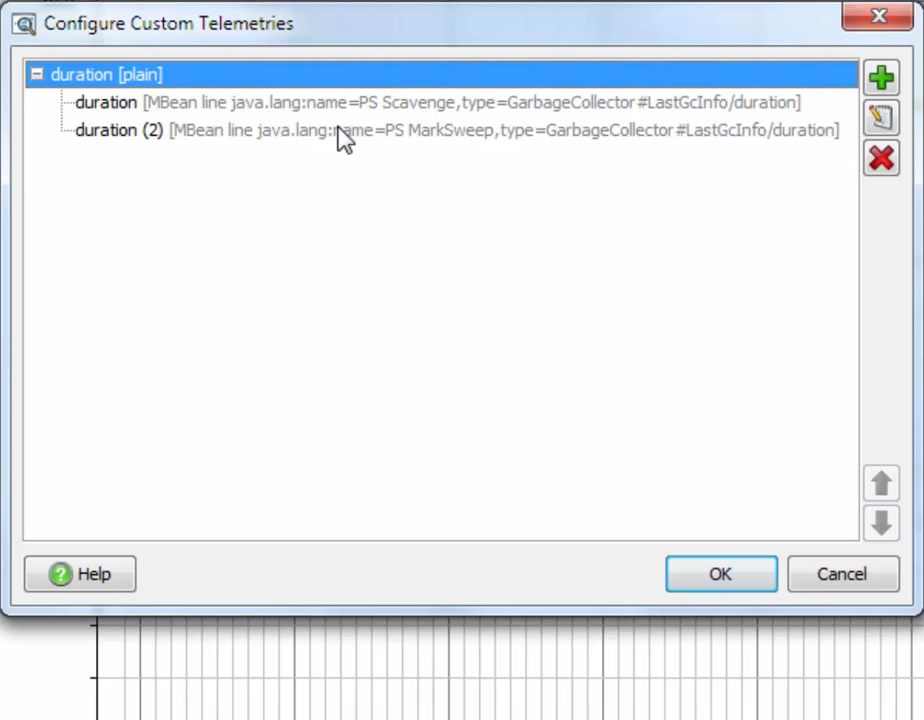 Configure Custom Telemetries
duration [plain]
duration [MBean line java.lang:name=PS Scavenge,type=GarbageCollector #LastGcInfo/duration]
duration (2) [MBean line java.lang:name=PS MarkSweep,type=GarbageCollector #LastGcInfo/duration]
Help
OK
Cancel